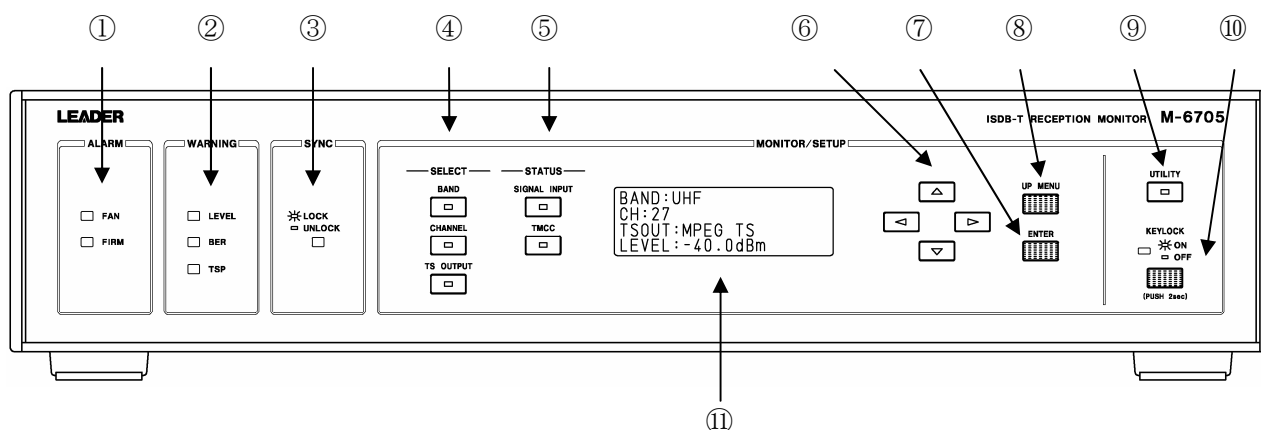 ① ② ③ ④ ⑤ ⑥ ⑦ ⑧ ⑨ ⑩
LEADER
ISDB-T RECEPTION MONITOR M-6705
ALARM
FAN
FIRM
WARNING
LEVEL
BER
TSP
SYNC
LOCK
UNLOCK
MONITOR/SETUP
SELECT
BAND
CHANNEL
TS OUTPUT
STATUS
SIGNAL INPUT
TMCC
BAND:UHF
CH:27
TSOUT:MPEG TS
LEVEL:-40.0dBm
UP MENU
ENTER
UTILITY
KEYLOCK
ON
OFF
(PUSH 2sec)
⑪